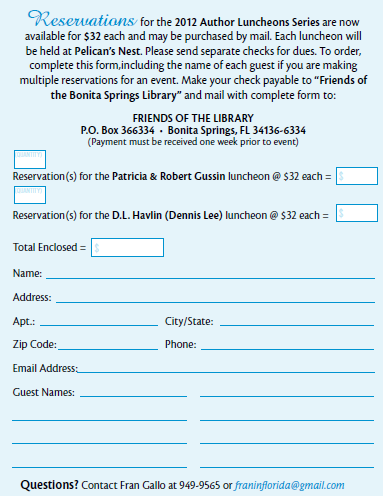 Reservations for the 2012 Author Luncheons Series are now
available for $32 each and may be purchased by mail. Each luncheon will
be held at Pelican's Nest. Please send separate checks for dues. To order,
complete this form,including the name of each guest if you are making
multiple reservations for an event. Make your check payable to "Friends of
the Bonita Springs Library" and mail with complete form to:
FRIENDS OF THE LIBRARY
P.O. Box 366334 • Bonita Springs, FL 34136-6334
(Payment must be received one week prior to event)
QUANTITY
Reservation(s) for the Patricia & Robert Gussin luncheon @ $32 each = $
QUANTITY
Reservation(s) for the D.L. Havlin (Dennis Lee) luncheon @ $32 each = $
Total Enclosed = $
Name:
Address:
Apt.: City/State:
Zip Code: Phone:
Email Address:
Guest Names:
Questions? Contact Fran Gallo at 949-9565 or franinflorida@gmail.com